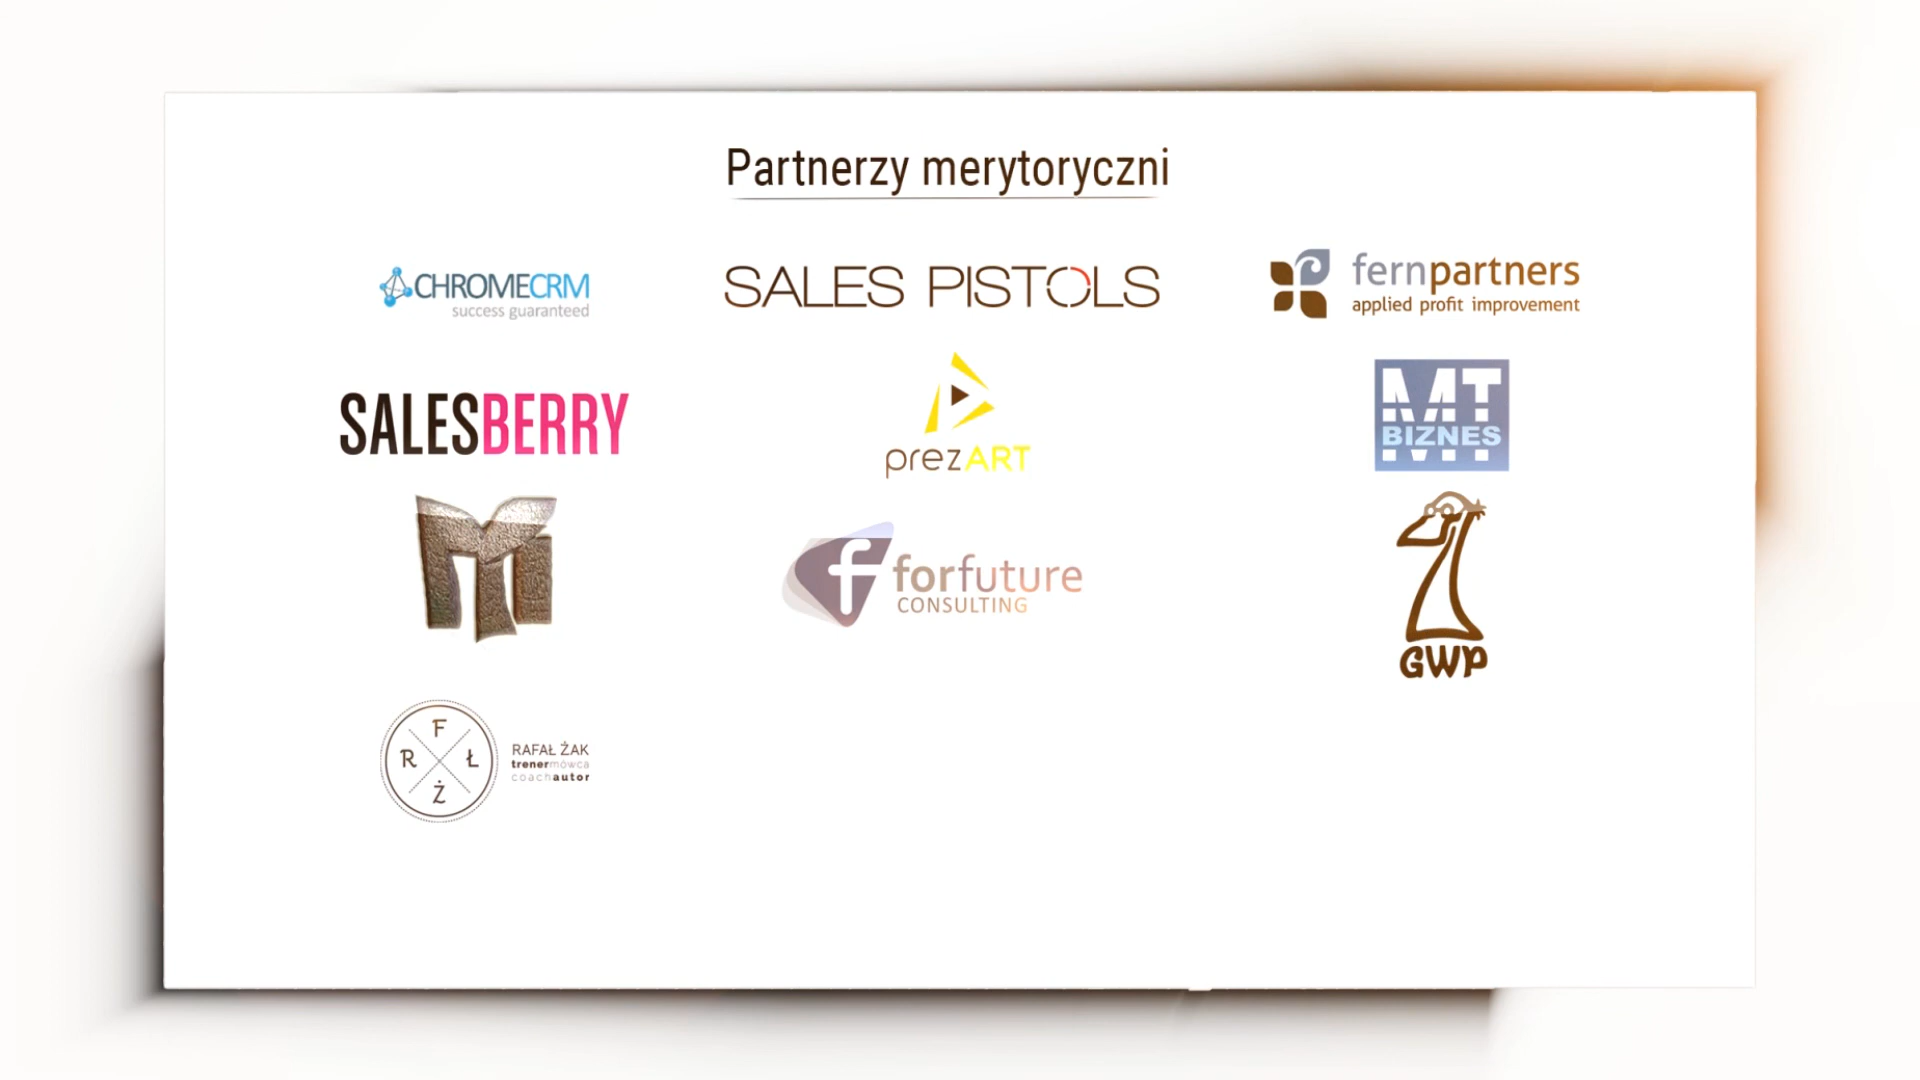 Partnerzy merytoryczni
CHROMECRM
success guaranteed
SALES PISTOLS
fernpartners
applied profit improvement
SALESBERRY
prezART
MT
BIZNES
f forfuture
CONSULTING
GWP
F
R Ł
Ż
RAFAŁ ŻAK
trenermówca
coachautor